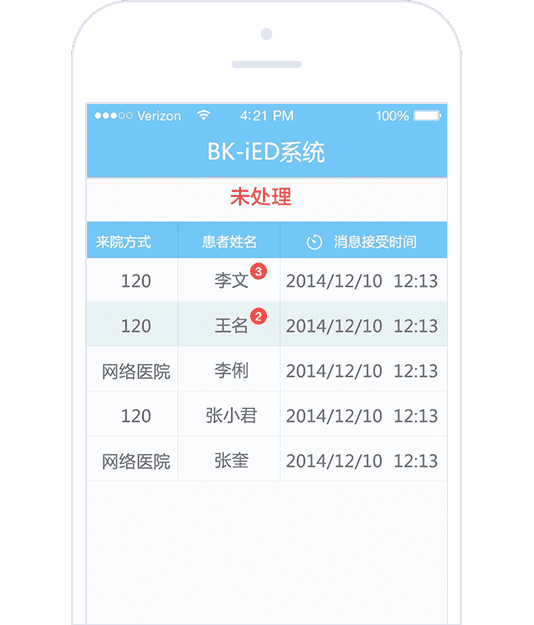 Verizon 4:21 PM 100%
BK-iED系统
未处理
来院方式 患者姓名 消息接受时间
120 李文 3 2014/12/10 12:13
120 王名 2 2014/12/10 12:13
网络医院 李俐 2014/12/10 12:13
120 张小君 2014/12/10 12:13
网络医院 张奎 2014/12/10 12:13